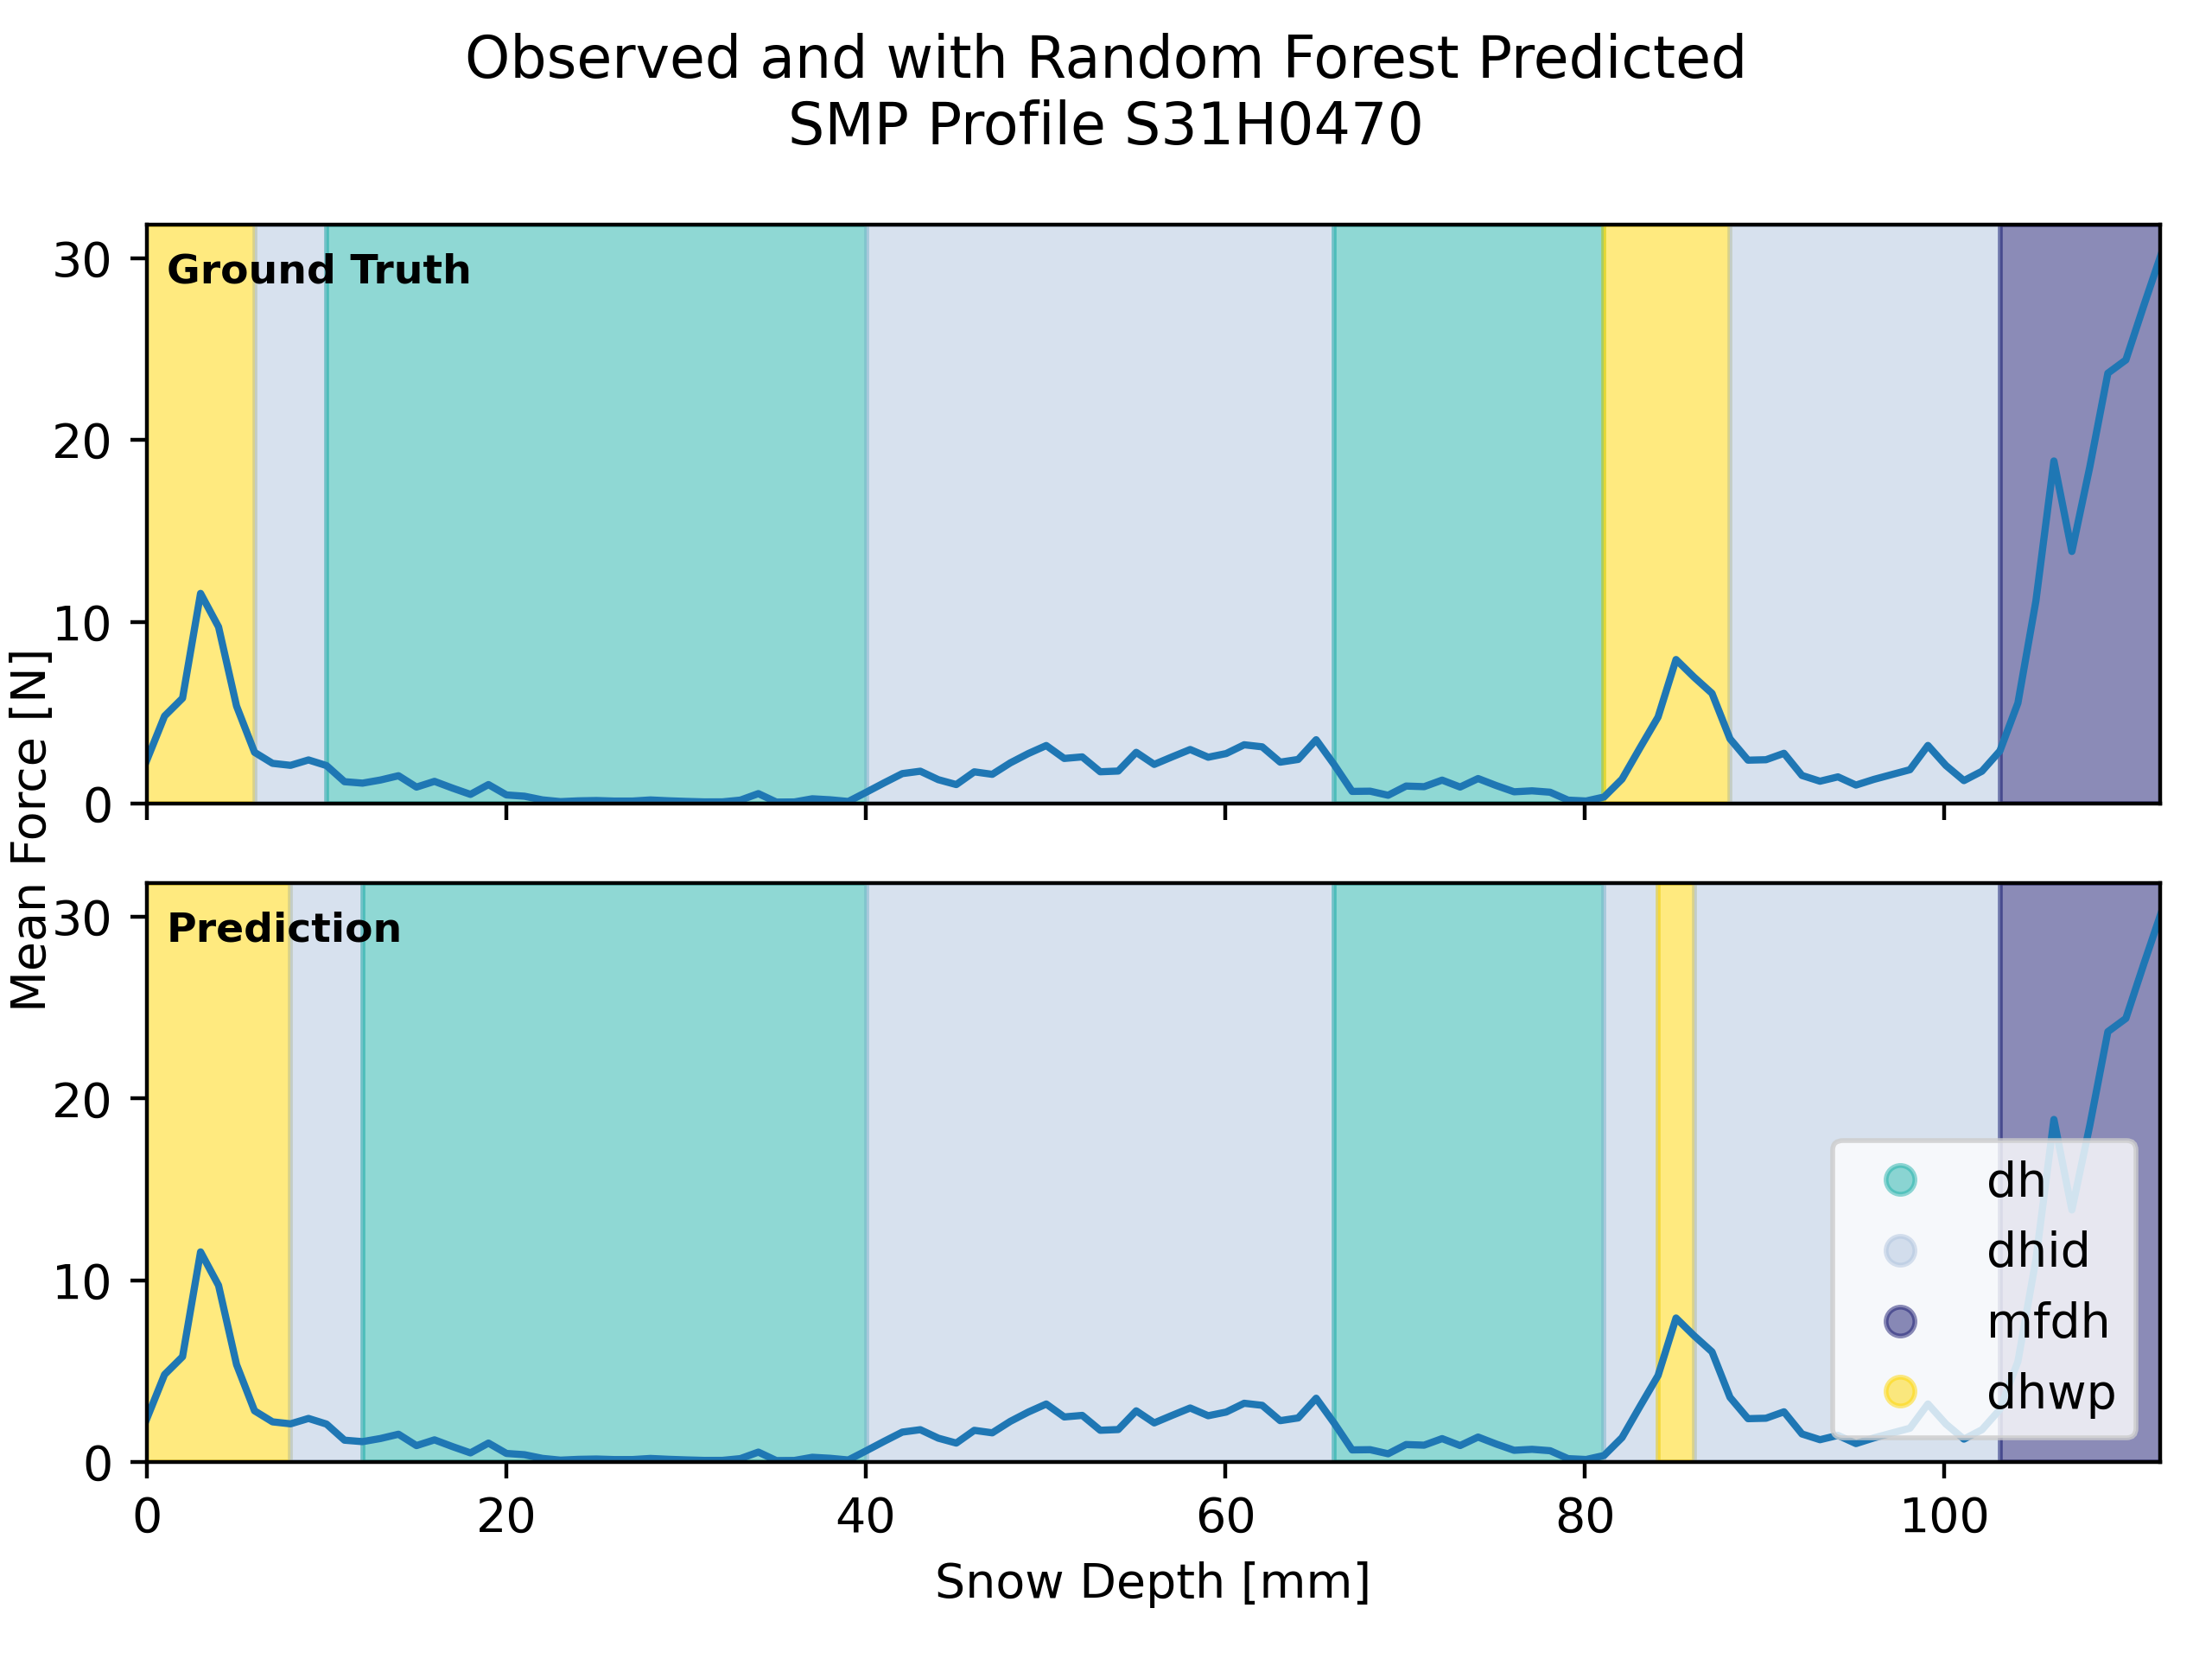 Observed and with Random Forest Predicted
SMP Profile S31H0470
Ground Truth
30
20
10
0
Mean Force [N]
Prediction
30
20
10
0
dh
dhid
mfdh
dhwp
0 20 40 60 80 100
Snow Depth [mm]